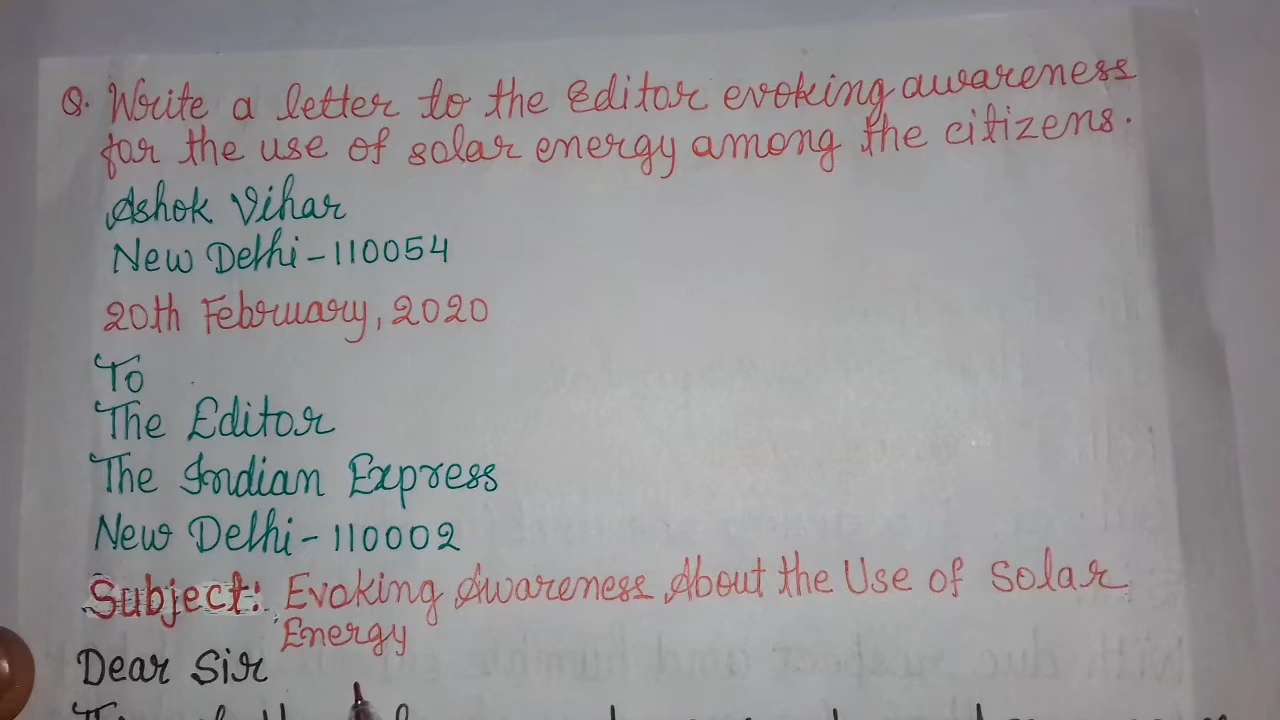 Q. Write a letter to the Editor evoking awareness
for the use of solar energy among the citizens.
Ashok Vihar
New Delhi-110054
20th February, 2020
To
The Editor
The Indian Express
New Delhi-110002
Subject: Evoking Awareness About the Use of Solar
Energy
Dear Sir